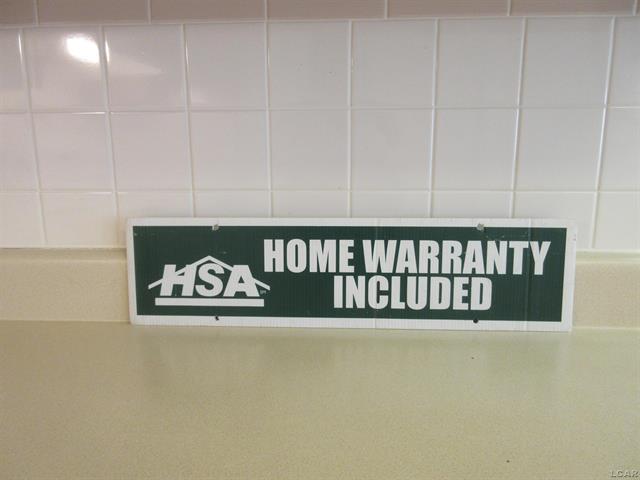 HSA
HOME WARRANTY
INCLUDED
LCAR